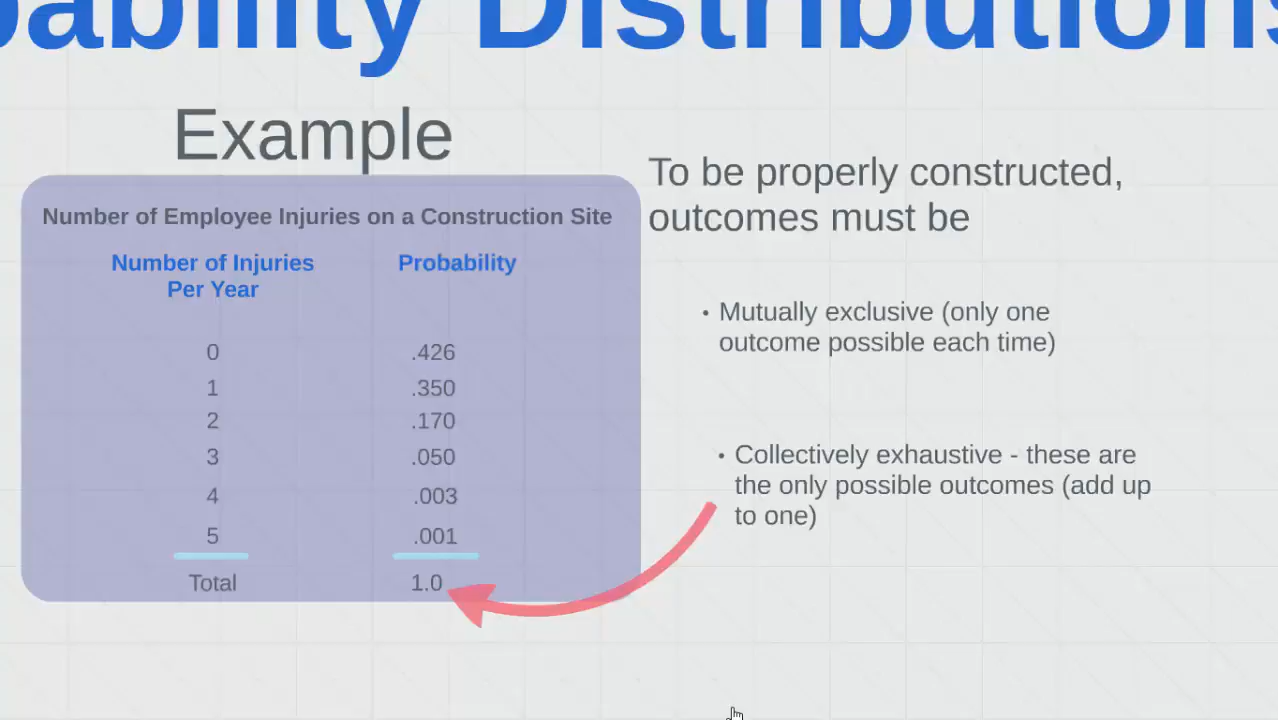 bability Distributions
Example
Number of Employee Injuries on a Construction Site
Number of Injuries Per Year Probability
0 .426
1 .350
2 .170
3 .050
4 .003
5 .001
Total 1.0
To be properly constructed,
outcomes must be
• Mutually exclusive (only one
outcome possible each time)
• Collectively exhaustive - these are
the only possible outcomes (add up
to one)